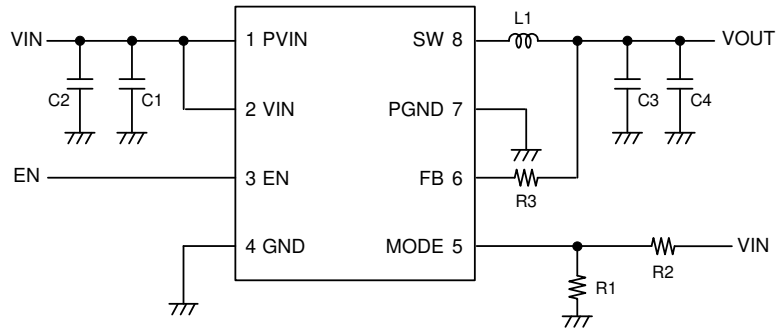 VIN 1 PVIN SW 8 L1 VOUT
C2 C1 C3 C4
2 VIN PGND 7
EN 3 EN FB 6
R3
4 GND MODE 5 VIN
R2
R1